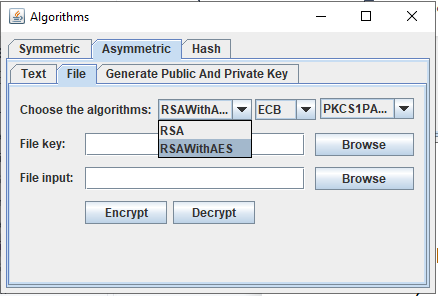 Algorithms
Symmetric Asymmetric Hash
Text File Generate Public And Private Key
Choose the algorithms: RSAWithA... ECB PKCS1PA...
RSA
RSAWithAES
File key: Browse
File input: Browse
Encrypt Decrypt